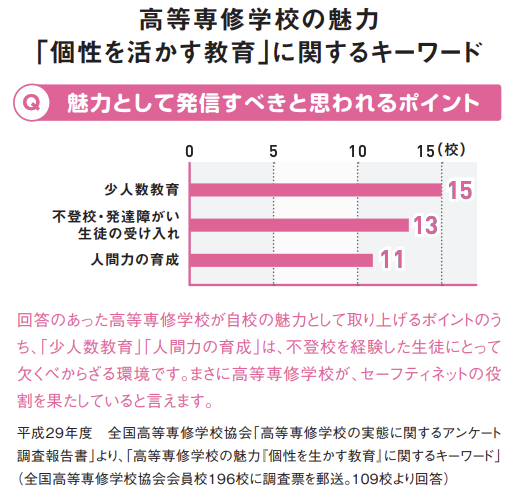 高等専修学校の魅力
「個性を活かす教育」に関するキーワード
Q 魅力として発信すべきと思われるポイント
0 5 10 15(校)
少人数教育 15
不登校・発達障がい
生徒の受け入れ 13
人間力の育成 11
回答のあった高等専修学校が自校の魅力として取り上げるポイントのう
ち、「少人数教育」「人間力の育成」は、不登校を経験した生徒にとって
欠くべからざる環境です。まさに高等専修学校が、セーフティネットの役
割を果たしていると言えます。
平成29年度　全国高等専修学校協会「高等専修学校の実態に関するアンケート
調査報告書」より、「高等専修学校の魅力『個性を生かす教育』に関するキーワード」
（全国高等専修学校協会会員校196校に調査票を郵送。109校より回答）